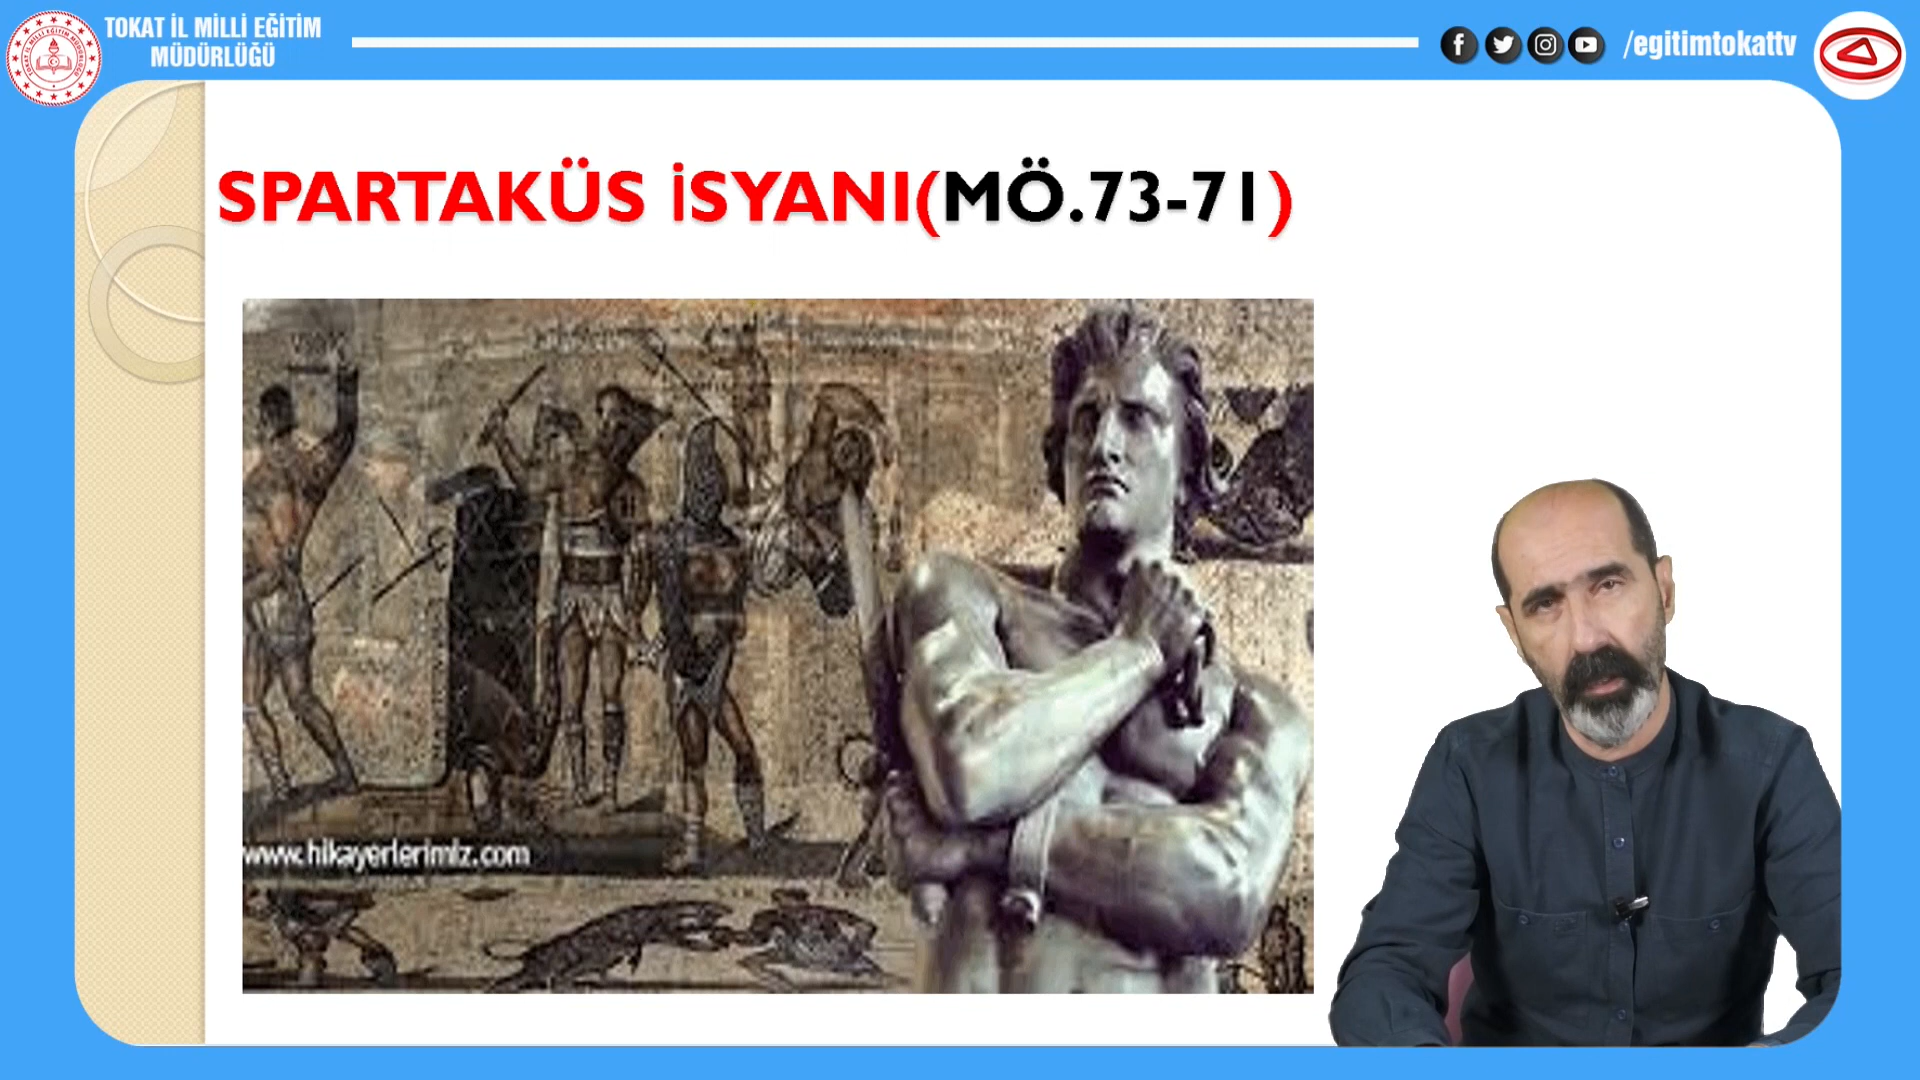 TOKAT İL MİLLİ EĞİTİM
MÜDÜRLÜĞÜ
/egitimtokattv
SPARTAKÜS İSYANI(MÖ.73-71)
www.hikayerlerimiz.com